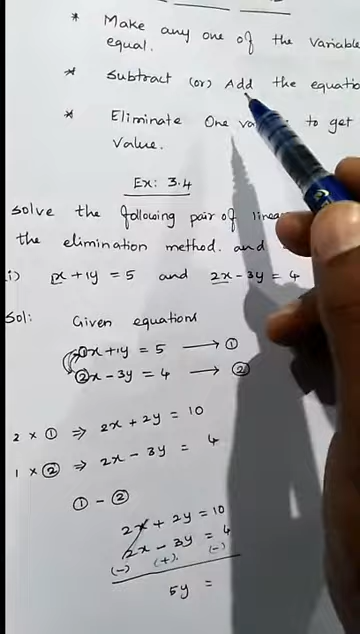 * Make any one of the variable
equal.
* Subtract (or) Add the equatio
* Eliminate One to get
Value.
Ex: 3.4
solve the following pair of linea
the elimination method. and
i) x + 1y = 5 and 2x - 3y = 4
Sol: Given equations
1x + 1y = 5 → ①
2x - 3y = 4 → ②
2 × ① ⇒ 2x + 2y = 10
1 × ② ⇒ 2x - 3y = 4
① - ②
2x + 2y = 10
2x - 3y = 4
(-) (+) (-)
5y =